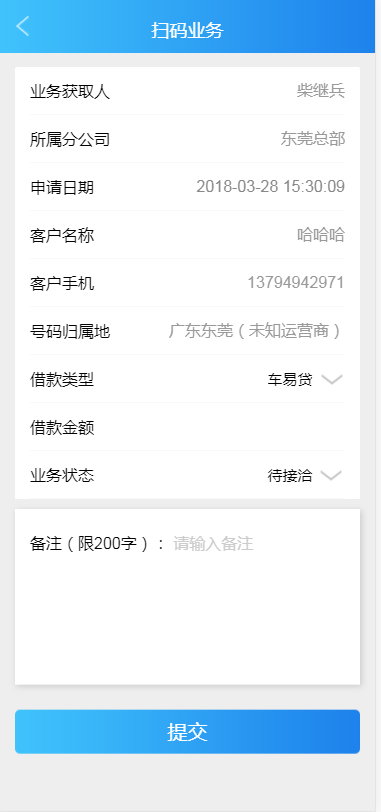 扫码业务
业务获取人 柴继兵
所属分公司 东莞总部
申请日期 2018-03-28 15:30:09
客户名称 哈哈哈
客户手机 13794942971
号码归属地 广东东莞（未知运营商）
借款类型 车易贷
借款金额
业务状态 待接洽
备注（限200字）： 请输入备注
提交